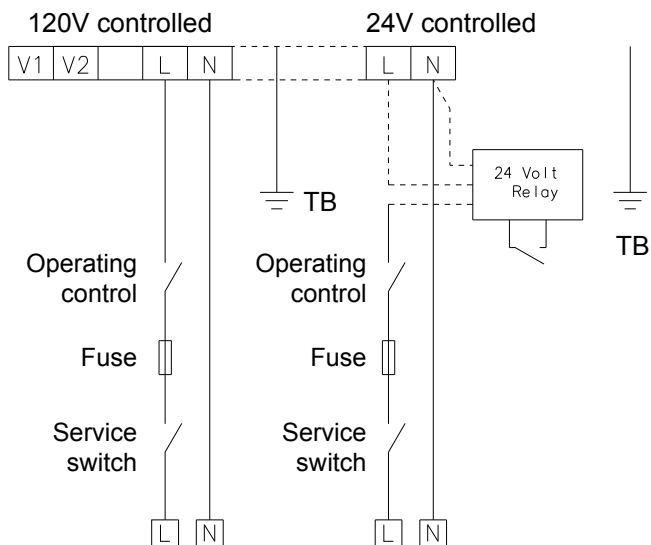 120V controlled
24V controlled
V1 V2 L N
L N
24 Volt
Relay
TB
TB
Operating
control
Operating
control
Fuse
Fuse
Service
switch
Service
switch
L N
L N